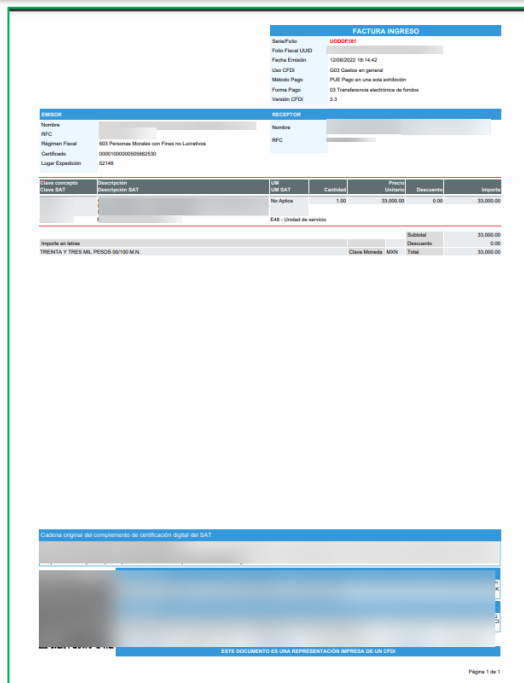 FACTURA INGRESO
Serie/Folio UODGF181
Folio Fiscal UUID
Fecha Emisión 12/08/2022 18:14:42
Uso CFDI G03 Gastos en general
Método Pago PUE Pago en una sola exhibición
Forma Pago 03 Transferencia electrónica de fondos
Versión CFDI 3.3
EMISOR RECEPTOR
Nombre Nombre
RFC RFC
Régimen Fiscal 603 Personas Morales con Fines no Lucrativos
Certificado 00001000000505662530
Lugar Expedición 52148
Clave concepto Descripción UM Cantidad Precio Descuento Importe
Clave SAT Descripción SAT UM SAT Unitario
No Aplica 1.00 33,000.00 0.00 33,000.00
E48 - Unidad de servicio
Subtotal 33,000.00
Importe en letras Descuento 0.00
TREINTA Y TRES MIL PESOS 00/100 M.N. Clave Moneda MXN Total 33,000.00
Cadena original del complemento de certificación digital del SAT
ESTE DOCUMENTO ES UNA REPRESENTACIÓN IMPRESA DE UN CFDI
Página 1 de 1